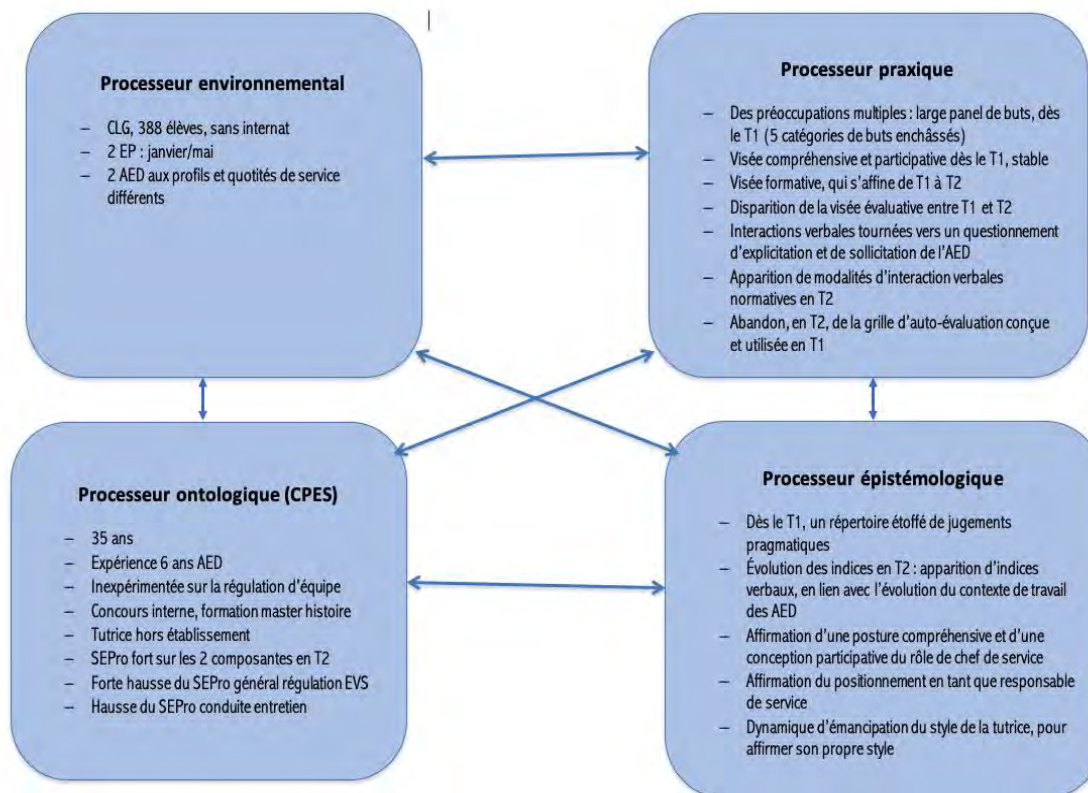 Processeur environnemental
– CLG, 388 élèves, sans internat
– 2 EP : janvier/mai
– 2 AED aux profils et quotités de service
différents
Processeur praxique
– Des préoccupations multiples : large panel de buts, dès
le T1 (5 catégories de buts enchâssés)
– Visée compréhensive et participative dès le T1, stable
– Visée formative, qui s'affine de T1 à T2
– Disparition de la visée évaluative entre T1 et T2
– Interactions verbales tournées vers un questionnement
d'explicitation et de sollicitation de l'AED
– Apparition de modalités d'interaction verbales
normatives en T2
– Abandon, en T2, de la grille d'auto-évaluation conçue
et utilisée en T1
Processeur ontologique (CPES)
– 35 ans
– Expérience 6 ans AED
– Inexpérimentée sur la régulation d'équipe
– Concours interne, formation master histoire
– Tutrice hors établissement
– SEPro fort sur les 2 composantes en T2
– Forte hausse du SEPro général régulation EVS
– Hausse du SEPro conduite entretien
Processeur épistémologique
– Dès le T1, un répertoire étoffé de jugements
pragmatiques
– Évolution des indices en T2 : apparition d'indices
verbaux, en lien avec l'évolution du contexte de travail
des AED
– Affirmation d'une posture compréhensive et d'une
conception participative du rôle de chef de service
– Affirmation du positionnement en tant que responsable
de service
– Dynamique d'émancipation du style de la tutrice, pour
affirmer son propre style